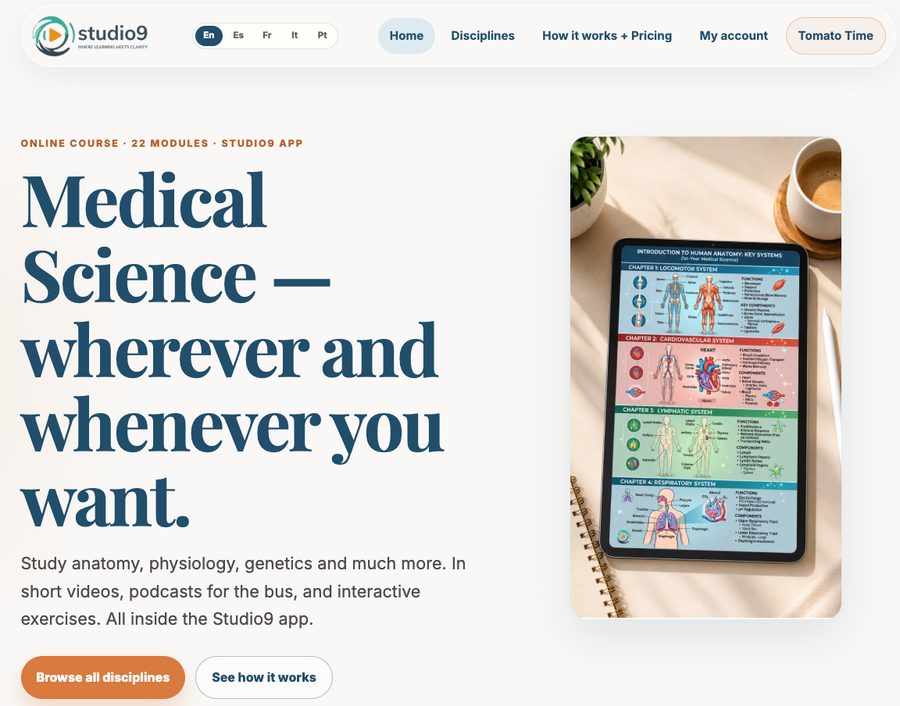 studio9
WHERE LEARNING MEETS CLARITY
En Es Fr It Pt
Home Disciplines How it works + Pricing My account Tomato Time
ONLINE COURSE · 22 MODULES · STUDIO9 APP
Medical
Science —
wherever and
whenever you
want.
Study anatomy, physiology, genetics and much more. In
short videos, podcasts for the bus, and interactive
exercises. All inside the Studio9 app.
Browse all disciplines See how it works
INTRODUCTION TO HUMAN ANATOMY: KEY SYSTEMS
(1st-Year Medical Science)
CHAPTER 1: LOCOMOTOR SYSTEM
FUNCTIONS
KEY COMPONENTS
CHAPTER 2: CARDIOVASCULAR SYSTEM
HEART
FUNCTIONS
COMPONENTS
CHAPTER 3: LYMPHATIC SYSTEM
FUNCTIONS
COMPONENTS
CHAPTER 4: RESPIRATORY SYSTEM
FUNCTIONS
COMPONENTS